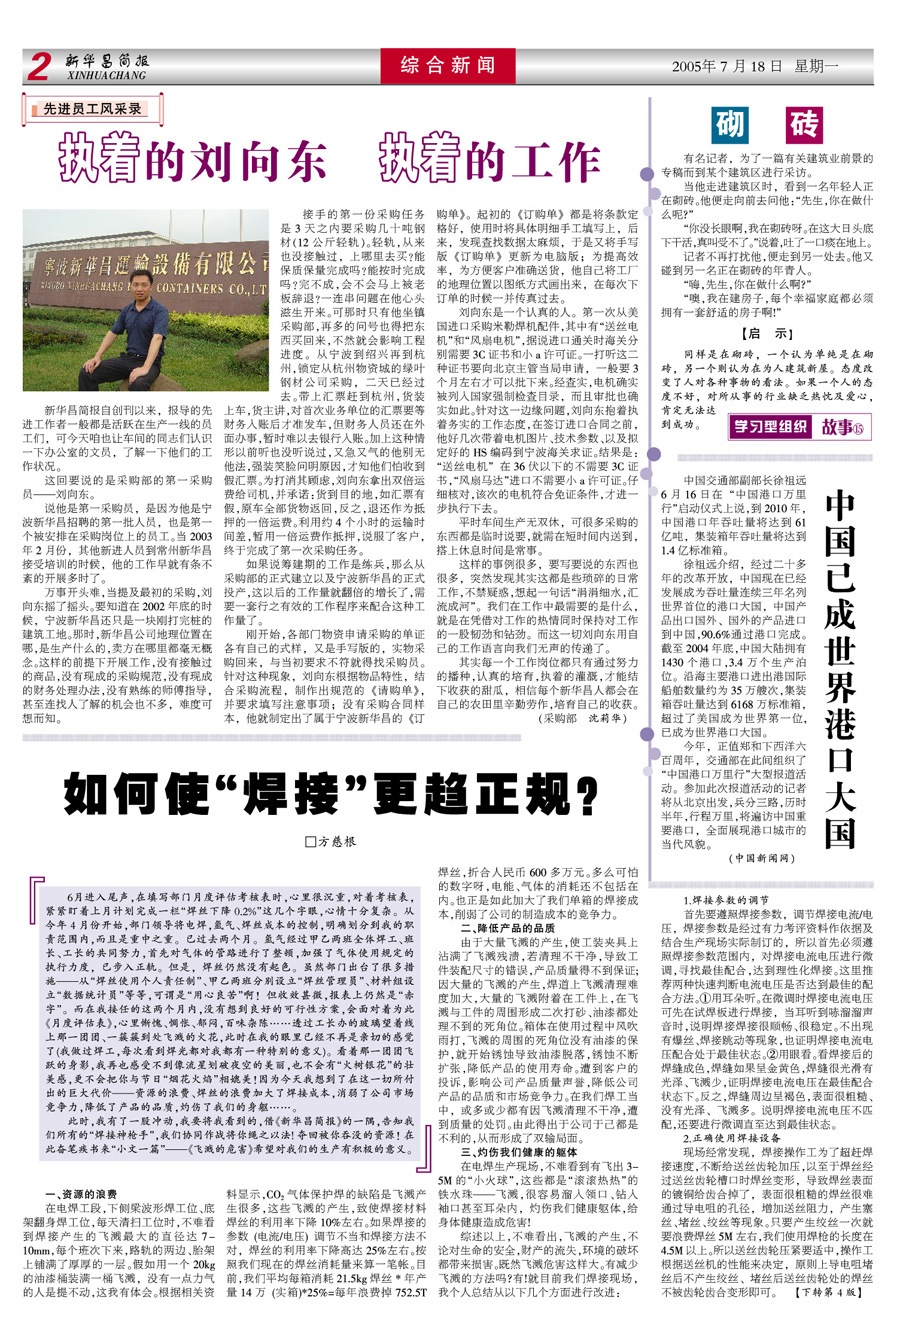 2 新华昌简报
XINHUACHANG
综合新闻
2005年7月18日 星期一
先进员工风采录
执着的刘向东 执着的工作
寧波新華昌運輸設備有限公司
NINGBO XINHUACHANG CONTAINERS CO.,LTD
新华昌简报自创刊以来，报导的先
进工作者一般都是活跃在生产一线的员
工们，可今天咱也让车间的同志们认识
一下办公室的文员，了解一下他们的工
作状况。
这回要说的是采购部的第一采购
员——刘向东。
说他是第一采购员，是因为他是宁
波新华昌招聘的第一批人员，也是第一
个被安排在采购岗位上的员工。当 2003
年 2 月份，其他新进人员到常州新华昌
接受培训的时候，他的工作早就有条不
紊的开展多时了。
万事开头难，当提及最初的采购，刘
向东摇了摇头。要知道在 2002 年底的时
候，宁波新华昌还只是一块刚打完桩的
建筑工地。那时，新华昌公司地理位置在
哪，是生产什么的，卖方在哪里都毫无概
念。这样的前提下开展工作，没有接触过
的商品，没有现成的采购规范，没有现成
的财务处理办法，没有熟练的师傅指导，
甚至连找人了解的机会也不多，难度可
想而知。
接手的第一份采购任务
是 3 天之内要采购几十吨钢
材(12 公斤轻轨)。轻轨，从来
也没接触过，上哪里去买?能
保质保量完成吗?能按时完成
吗?完不成，会不会马上被老
板辞退?一连串问题在他心头
滋生开来。可那时只有他坐镇
采购部，再多的问号也得把东
西买回来，不然就会影响工程
进度。从宁波到绍兴再到杭
州，锁定从杭州物资城的绿叶
钢材公司采购，二天已经过
去。带上汇票赶到杭州，货装
上车，货主讲，对首次业务单位的汇票要等
财务人账后才准发车，但财务人员还在外
面办事，暂时难以去银行人账。加上这种情
形以前听也没听说过，又急又气的他别无
他法，强装笑脸问明原因，才知他们怕收到
假汇票。为打消其顾虑，刘向东拿出双倍运
费给司机，并承诺:货到目的地，如汇票有
假，原车全部货物返回，反之，退还作为抵
押的一倍运费。利用约 4 个小时的运输时
间差，暂用一倍运费作抵押，说服了客户，
终于完成了第一次采购任务。
如果说筹建期的工作是练兵，那么从
采购部的正式建立以及宁波新华昌的正式
投产，这以后的工作量就翻倍的增长了，需
要一套行之有效的工作程序来配合这种工
作量了。
刚开始，各部门物资申请采购的单证
各有自己的式样，又是手写版的，实物采
购回来，与当初要求不符就得找采购员。
针对这种现象，刘向东根据物品特性，结
合采购流程，制作出规范的《请购单》，
并要求填写注意事项；没有采购合同样
本，他就制定出了属于宁波新华昌的《订
购单》。起初的《订购单》都是将条款定
格好，使用时将具体明细手工填写上，后
来，发现查找数据太麻烦，于是又将手写
版《订购单》更新为电脑版；为提高效
率，为方便客户准确送货，他自己将工厂
的地理位置以图纸方式画出来，在每次下
订单的时候一并传真过去。
刘向东是一个认真的人。第一次从美
国进口采购米勒焊机配件，其中有“送丝电
机”和“风扇电机”，据说进口通关时海关分
别需要 3C 证书和小 a 许可证。一打听这二
种证书要向北京主管当局申请，一般要 3
个月左右才可以批下来。经查实，电机确实
被列人国家强制检查目录，而且审批也确
实如此。针对这一边缘问题，刘向东抱着执
着务实的工作态度，在签订进口合同之前，
他好几次带着电机图片、技术参数、以及拟
定好的 HS 编码到宁波海关求证。结果是：
“送丝电机” 在 36 伏以下的不需要 3C 证
书，“风扇马达”进口不需要小 a 许可证。仔
细核对，该次的电机符合免证条件，才进一
步执行下去。
平时车间生产无双休，可很多采购的
东西都是临时说要，就需在短时间内送到，
搭上休息时间是常事。
这样的事例很多，要写要说的东西也
很多，突然发现其实这都是些琐碎的日常
工作，不禁疑惑，想起一句话“涓涓细水，汇
流成河”。我们在工作中最需要的是什么，
就是在凭借对工作的热情同时保持对工作
的一股韧劲和钻劲。而这一切刘向东用自
己的工作语言向我们无声的传递了。
其实每一个工作岗位都只有通过努力
的播种，认真的培育，执着的灌溉，才能结
下收获的甜瓜，相信每个新华昌人都会在
自己的农田里辛勤劳作，培育自己的收获。
(采购部 沈莉华)
砌 砖
有名记者，为了一篇有关建筑业前景的
专稿而到某个建筑区进行采访。
当他走进建筑区时，看到一名年轻人正
在砌砖。他便走向前去问他：“先生，你在做什
么呢？”
“你没长眼啊，我在砌砖呀。在这大日头底
下干活，真叫受不了。”说着，吐了一口痰在地上。
记者不再打扰他，便走到另一处去。他又
碰到另一名正在砌砖的年青人。
“嗨，先生，你在做什么啊？”
“噢，我在建房子，每个幸福家庭都必须
拥有一套舒适的房子啊！”
【启 示】
同样是在砌砖，一个认为单纯是在砌
砖，另一个则认为在为人建筑新屋。态度改
变了人对各种事物的看法。如果一个人的态
度不好，对所从事的行业缺乏热忱及爱心，
肯定无法达
到成功。
学习型组织 故事⑮
中国已成世界港口大国
中国交通部副部长徐祖远
6 月 16 日在 “中国港口万里
行”启动仪式上说，到 2010 年，
中国港口年吞吐量将达到 61
亿吨，集装箱年吞吐量将达到
1.4 亿标准箱。
徐祖远介绍，经过二十多
年的改革开放，中国现在已经
发展成为吞吐量连续三年名列
世界首位的港口大国，中国产
品出口国外、国外的产品进口
到中国，90.6%通过港口完成。
截至 2004 年底，中国大陆拥有
1430 个港口，3.4 万个生产泊
位。沿海主要港口进出港国际
船舶数量约为 35 万艘次，集装
箱吞吐量达到 6168 万标准箱，
超过了美国成为世界第一位，
已成为世界港口大国。
今年，正值郑和下西洋六
百周年，交通部在此间组织了
“中国港口万里行”大型报道活
动。参加此次报道活动的记者
将从北京出发，兵分三路，历时
半年，行程万里，将遍访中国重
要港口，全面展现港口城市的
当代风貌。
(中国新闻网)
如何使“焊接”更趋正规？
□方慈根
6月进入尾声，在填写部门月度评估考核表时，心里很沉重，对着考核表，
紧紧盯着上月计划完成一栏“焊丝下降 0.2%”这几个字眼，心情十分复杂。从
今年 4 月份开始，部门领导将电焊，氩气、焊丝成本的控制，明确划分到我的职
责范围内，而且是重中之重。已过去两个月。氩气经过甲乙两班全体焊工、班
长、工长的共同努力，首先对气体的管路进行了整顿，加强了气体使用规定的
执行力度，已步入正轨。但是，焊丝仍然没有起色。虽然部门出台了很多措
施——从“焊丝使用个人责任制”、甲乙两班分别设立“焊丝管理员”、材料组设
立“数据统计员”等等，可谓是“用心良苦”啊！但收效甚微，报表上仍然是“赤
字”。而在我接任的这两个月内，没有想到良好的可行性方案，全面对着为此
《月度评估表》，心里惭愧、惆怅、郁闷，百味杂陈……透过工长办的玻璃望着线
上那一团团、一簇簇到处飞溅的火花，此时在我的眼里已经不再是亲切的感觉
了(我做过焊工，每次看到焊光都对我都有一种特别的意义)。看着那一团团飞
跃的身影，我再也感受不到像流星划破夜空的美丽，也不会有“火树银花”的壮
美感，更不会把你与节日“烟花火焰”相媲美！因为今天我想到了在这一切所付
出的巨大代价——资源的浪费、焊丝的浪费加大了焊接成本，消弱了公司市场
竞争力，降低了产品的品质，灼伤了我们的身躯……。
此时，我有了一股冲动，我要将我看到的，借《新华昌简报》的一隅，告知我
们所有的“焊接神枪手”，我们协同作战将你绳之以法！夺回被你吞没的资源！在
此奋笔疾书来“小文一篇”——《飞溅的危害》希望对我们的生产有积极的意义。
一、资源的浪费
在电焊工段，下侧梁波形焊工位、底
架翻身焊工位，每天清扫工位时，不难看
到焊接产生的飞溅最大的直径达 7-
10mm，每个班次下来，路轨的两边、胎架
上铺满了厚厚的一层。假如用一个 20kg
的油漆桶装满一桶飞溅，没有一点力气
的人是提不动，这我有体会。根据相关资
料显示，CO2 气体保护焊的缺陷是飞溅产
生很多，这些飞溅的产生，致使焊接材料
焊丝的利用率下降 10%左右。如果焊接的
参数 (电流/电压) 调节不当和焊接方法不
对，焊丝的利用率下降高达 25%左右。按
照我们现在的焊丝消耗量来算一笔帐。目
前，我们平均每箱消耗 21.5kg 焊丝 * 年产
量 14 万 (实箱)*25%=每年浪费掉 752.5T
焊丝，折合人民币 600 多万元。多么可怕
的数字呀，电能、气体的消耗还不包括在
内。也正是如此加大了我们单箱的焊接成
本，削弱了公司的制造成本的竞争力。
二、降低产品的品质
由于大量飞溅的产生，使工装夹具上
沾满了飞溅残渍，若清理不干净，导致工
件装配尺寸的错误，产品质量得不到保证；
因大量的飞溅的产生，焊道上飞溅清理难
度加大，大量的飞溅附着在工件上，在飞
溅与工件的周围形成二次打砂、油漆都处
理不到的死角位。箱体在使用过程中风吹
雨打，飞溅的周围的死角位没有油漆的保
护，就开始锈蚀导致油漆脱落，锈蚀不断
扩张，降低产品的使用寿命。遭到客户的
投诉，影响公司产品质量声誉，降低公司
产品的品质和市场竞争力。在我们焊工当
中，或多或少都有因飞溅清理不干净，遭
到质量的处罚。由此得出于公司于己都是
不利的，从而形成了双输局面。
三、灼伤我们健康的躯体
在电焊生产现场，不难看到有飞出 3-
5M 的“小火球”，这些都是“滚滚热热”的
铁水珠——飞溅，很容易溜人领口、钻人
袖口甚至耳朵内，灼伤我们健康躯体，给
身体健康造成危害！
综述以上，不难看出，飞溅的产生，不
论对生命的安全，财产的流失，环境的破坏
都带来损害。既然飞溅危害这样大。有减少
飞溅的方法吗？有！就目前我们焊接现场，
我个人总结从以下几个方面进行改进：
1.焊接参数的调节
首先要遵照焊接参数，调节焊接电流/电
压，焊接参数是经过有力考评资料作依据及
结合生产现场实际制订的，所以首先必须遵
照焊接参数范围内，对焊接电流电压进行微
调，寻找最佳配合，达到理性化焊接。这里推
荐两种快速判断电流电压是否达到最佳的配
合方法。①用耳朵听。在微调时焊接电流电压
可先在试焊板进行焊接，当耳听到哧溜溜声
音时，说明焊接焊接很顺畅、很稳定。不出现
有爆丝，焊接跳动等现象，也证明焊接电流电
压配合处于最佳状态。②用眼看。看焊接后的
焊缝成色，焊缝如果呈金黄色，焊缝很光滑有
光泽、飞溅少，证明焊接电流电压在最佳配合
状态下。反之，焊缝周边呈褐色，表面很粗糙、
没有光泽、飞溅多。说明焊接电流电压不匹
配，还要进行微调直至达到最佳状态。
2.正确使用焊接设备
现场经常发现，焊接操作工为了超赶焊
接速度，不断给送丝齿轮加压，以至于焊丝经
过送丝齿轮槽口时焊丝变形，导致焊丝表面
的镀铜给齿合掉了，表面很粗糙的焊丝很难
通过导电咀的孔径，增加送丝阻力，产生塞
丝、堵丝、绞丝等现象。只要产生绞丝一次就
要浪费焊丝 5M 左右，我们使用焊枪的长度在
4.5M 以上。所以送丝齿轮压紧要适中，操作工
根据送丝机的性能来决定，原则上导电咀堵
丝后不产生绞丝、堵丝后送丝齿轮处的焊丝
不被齿轮齿合变形即可。 【下转第 4 版】